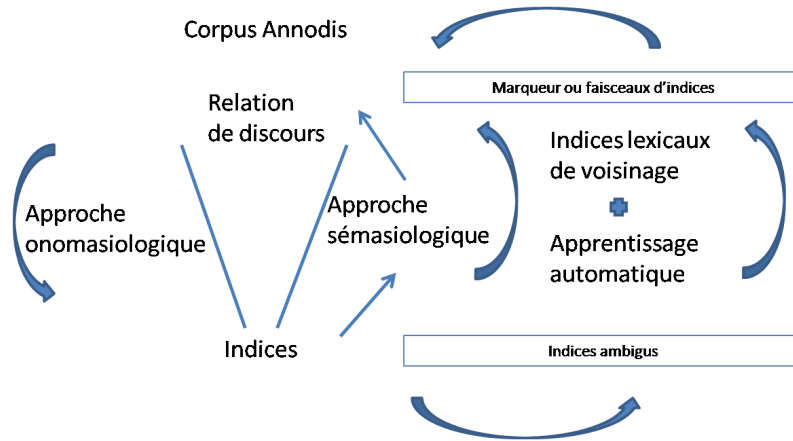 Corpus Annodis
Marqueur ou faisceaux d'indices
Relation
de discours
Indices lexicaux
de voisinage
Approche
onomasiologique
Approche
sémasiologique
Apprentissage
automatique
Indices
Indices ambigus